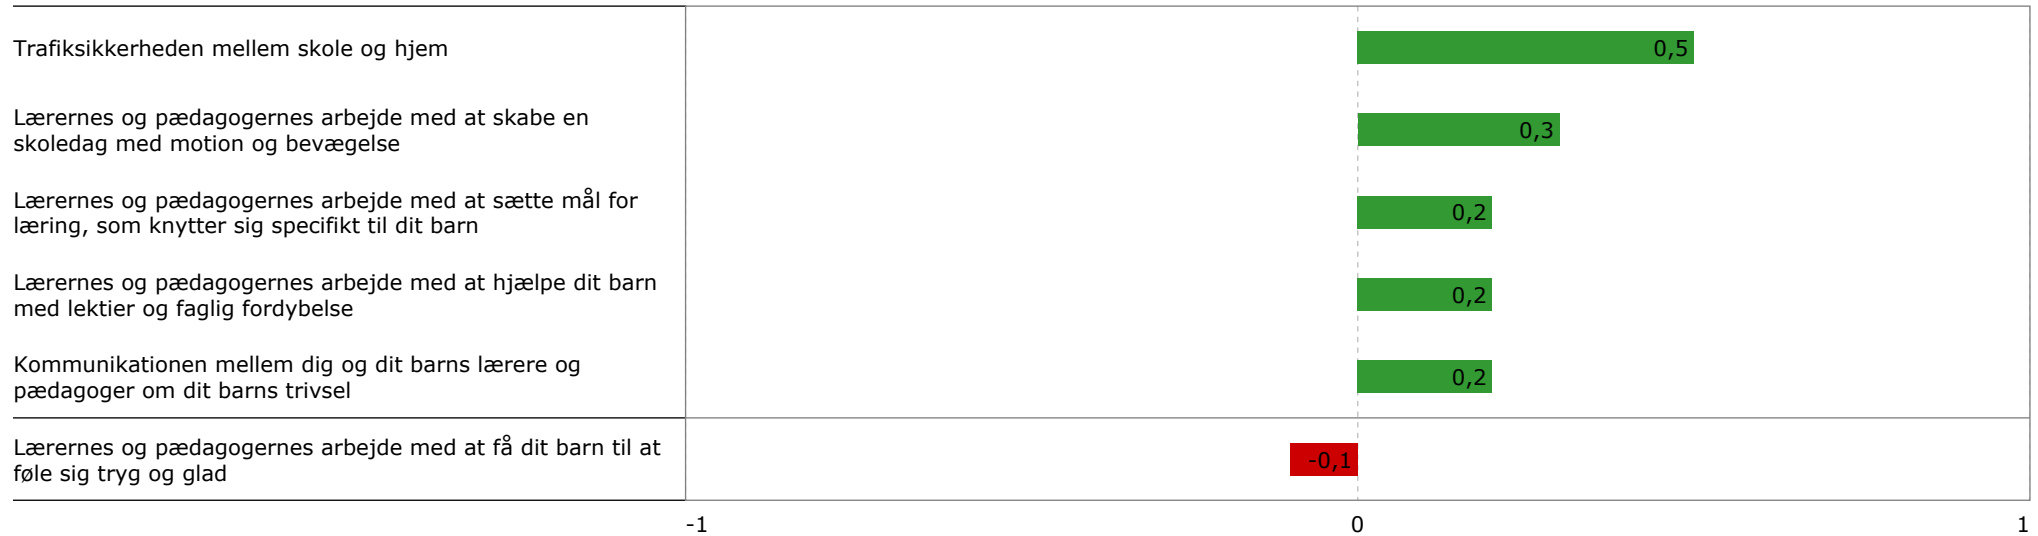 Trafiksikkerheden mellem skole og hjem
0,5
Lærernes og pædagogernes arbejde med at skabe en
skoledag med motion og bevægelse
0,3
Lærernes og pædagogernes arbejde med at sætte mål for
læring, som knytter sig specifikt til dit barn
0,2
Lærernes og pædagogernes arbejde med at hjælpe dit barn
med lektier og faglig fordybelse
0,2
Kommunikationen mellem dig og dit barns lærere og
pædagoger om dit barns trivsel
0,2
Lærernes og pædagogernes arbejde med at få dit barn til at
føle sig tryg og glad
-0,1
-1 0 1